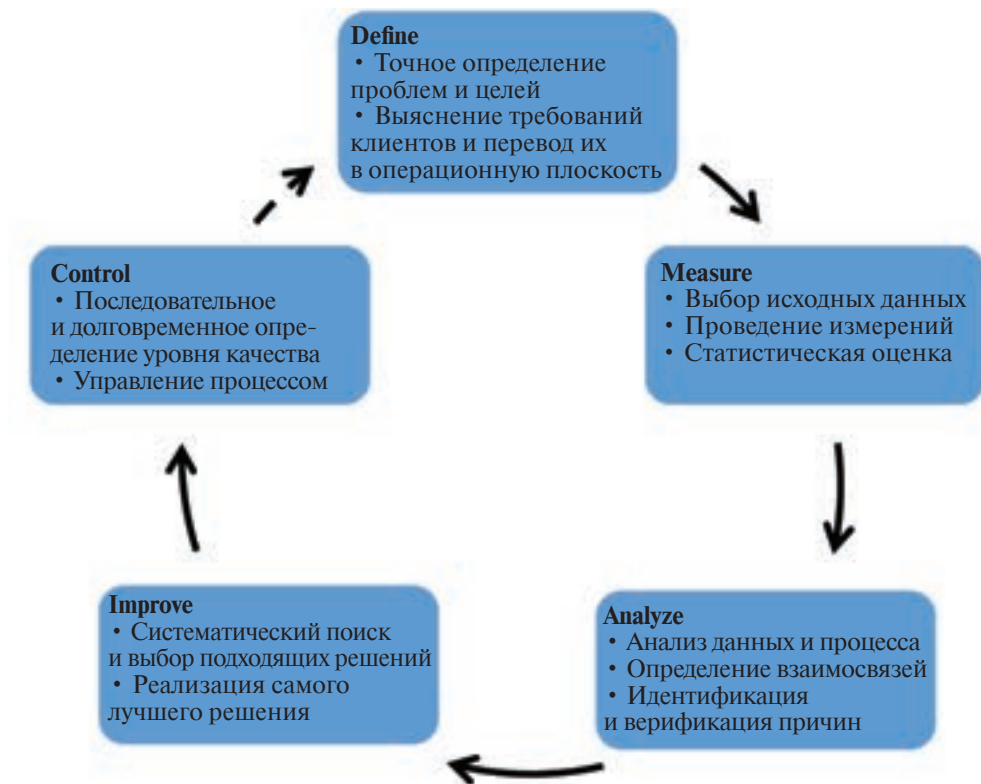 Define
• Точное определение
проблем и целей
• Выяснение требований
клиентов и перевод их
в операционную плоскость
Measure
• Выбор исходных данных
• Проведение измерений
• Статистическая оценка
Analyze
• Анализ данных и процесса
• Определение взаимосвязей
• Идентификация
и верификация причин
Improve
• Систематический поиск
и выбор подходящих решений
• Реализация самого
лучшего решения
Control
• Последовательное
и долговременное опре-
деление уровня качества
• Управление процессом